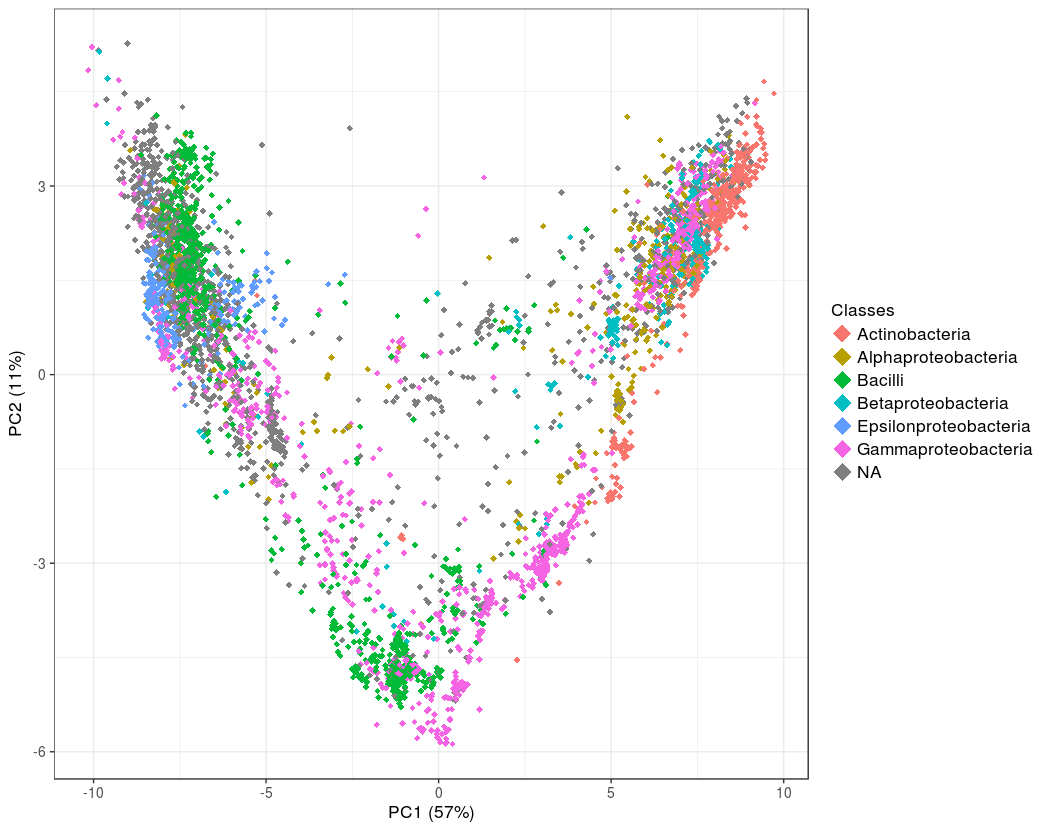 3
0
-3
-6
-10
-5
0
5
10
PC1 (57%)
PC2 (11%)
Classes
Actinobacteria
Alphaproteobacteria
Bacilli
Betaproteobacteria
Epsilonproteobacteria
Gammaproteobacteria
NA